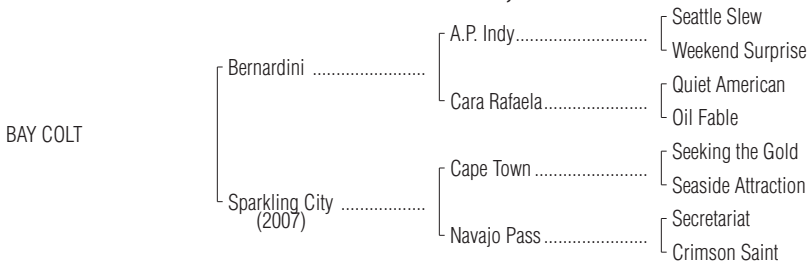 Seattle Slew
A.P. Indy..............................
Weekend Surprise
Bernardini ........................
Quiet American
Cara Rafaela.......................
Oil Fable
BAY COLT
Seeking the Gold
Cape Town ........................
Seaside Attraction
Sparkling City ..................
(2007)
Secretariat
Navajo Pass.......................
Crimson Saint